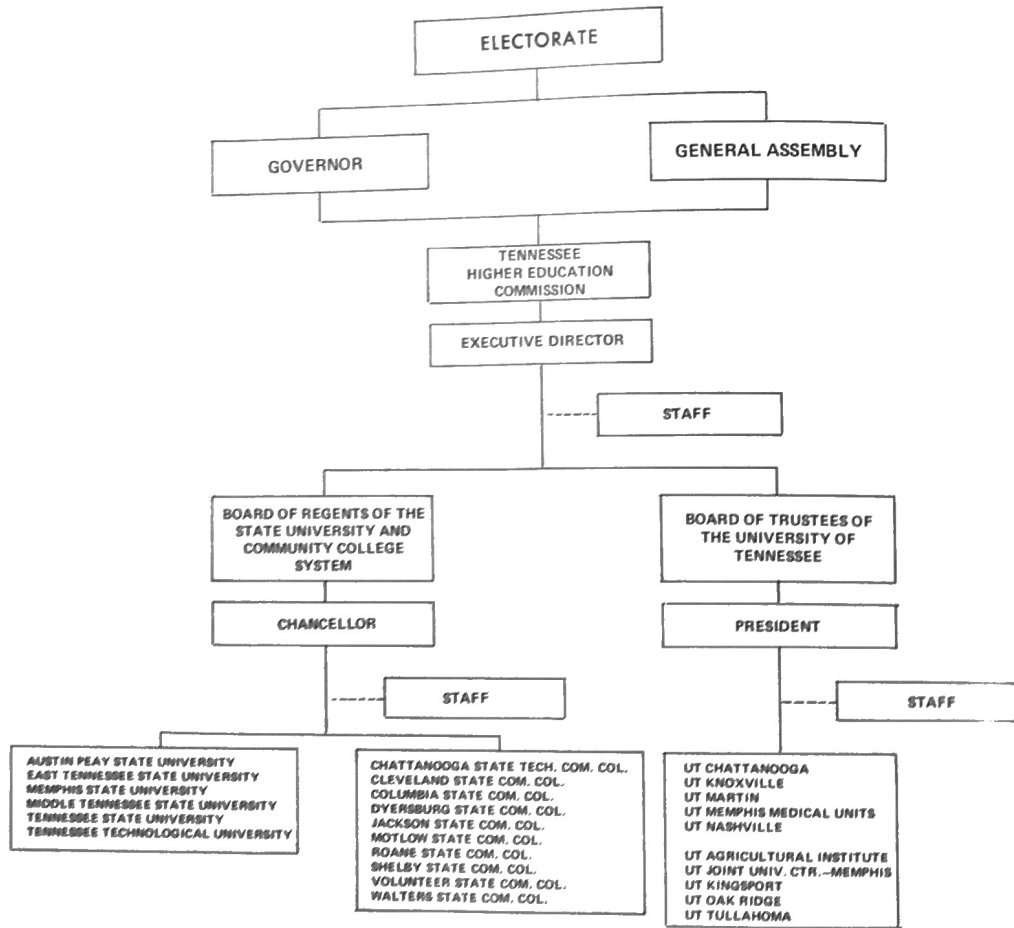 ELECTORATE
GOVERNOR
GENERAL ASSEMBLY
TENNESSEE
HIGHER EDUCATION
COMMISSION
EXECUTIVE DIRECTOR
STAFF
BOARD OF REGENTS OF THE
STATE UNIVERSITY AND
COMMUNITY COLLEGE
SYSTEM
BOARD OF TRUSTEES OF
THE UNIVERSITY OF
TENNESSEE
CHANCELLOR
PRESIDENT
STAFF
STAFF
AUSTIN PEAY STATE UNIVERSITY
EAST TENNESSEE STATE UNIVERSITY
MEMPHIS STATE UNIVERSITY
MIDDLE TENNESSEE STATE UNIVERSITY
TENNESSEE STATE UNIVERSITY
TENNESSEE TECHNOLOGICAL UNIVERSITY
CHATTANOOGA STATE TECH. COM. COL.
CLEVELAND STATE COM. COL.
COLUMBIA STATE COM. COL.
DYERSBURG STATE COM. COL.
JACKSON STATE COM. COL.
MOTLOW STATE COM. COL.
ROANE STATE COM. COL.
SHELBY STATE COM. COL.
VOLUNTEER STATE COM. COL.
WALTERS STATE COM. COL.
UT CHATTANOOGA
UT KNOXVILLE
UT MARTIN
UT MEMPHIS MEDICAL UNITS
UT NASHVILLE
UT AGRICULTURAL INSTITUTE
UT JOINT UNIV. CTR.–MEMPHIS
UT KINGSPORT
UT OAK RIDGE
UT TULLAHOMA